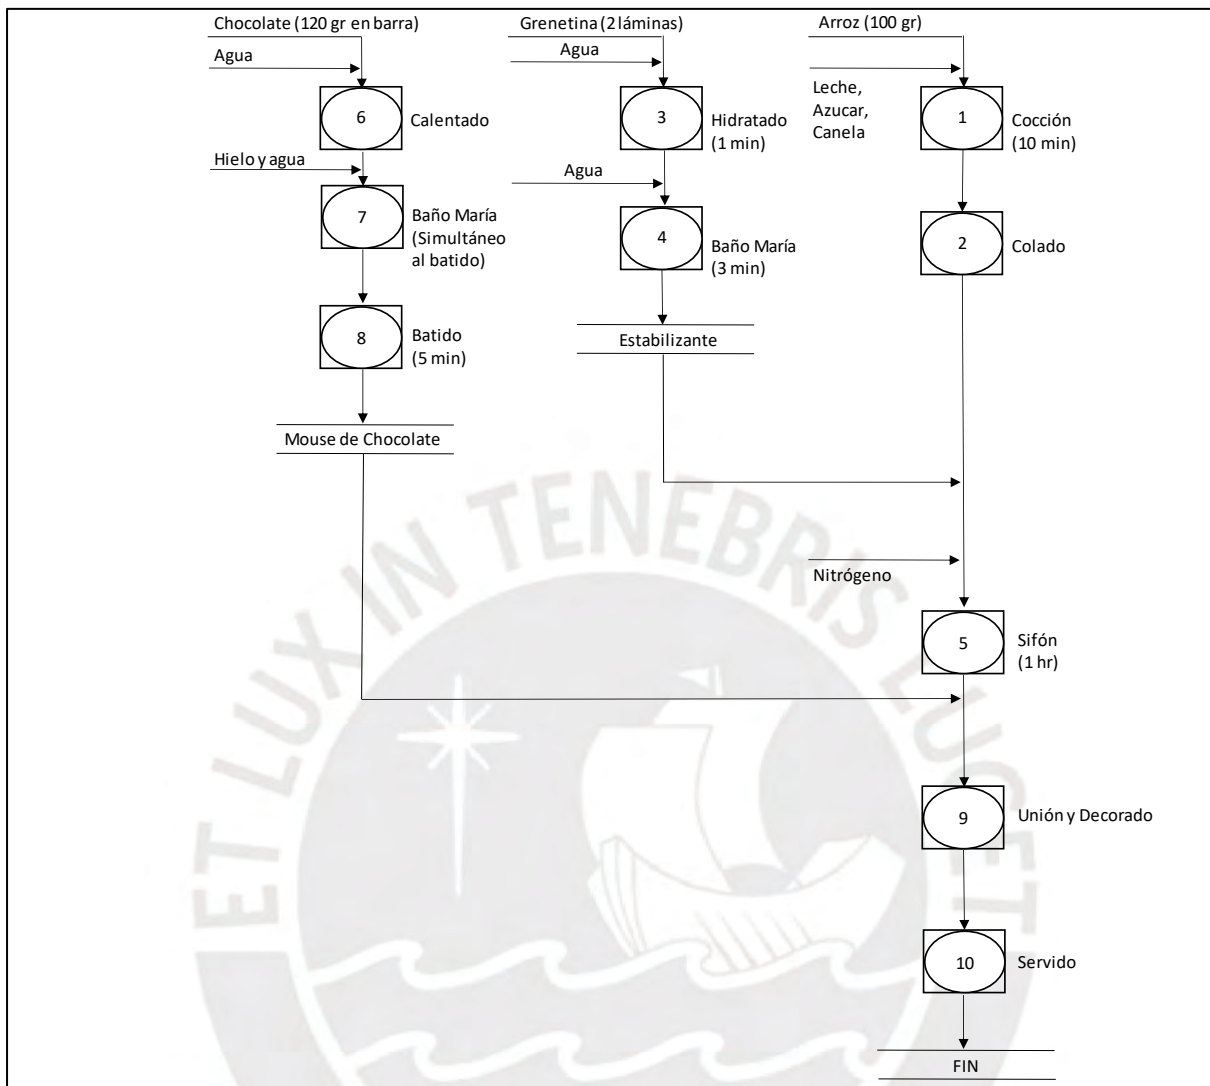 Chocolate (120 gr en barra)
Agua
6
Calentado
Hielo y agua
7
Baño María
(Simultáneo
al batido)
8
Batido
(5 min)
Mouse de Chocolate
Grenetina (2 láminas)
Agua
3
Hidratado
(1 min)
Agua
4
Baño María
(3 min)
Estabilizante
Arroz (100 gr)
Leche,
Azucar,
Canela
1
Cocción
(10 min)
2
Colado
Nitrógeno
5
Sifón
(1 hr)
9
Unión y Decorado
10
Servido
FIN
ET LUX IN TENEBRIS LUCET